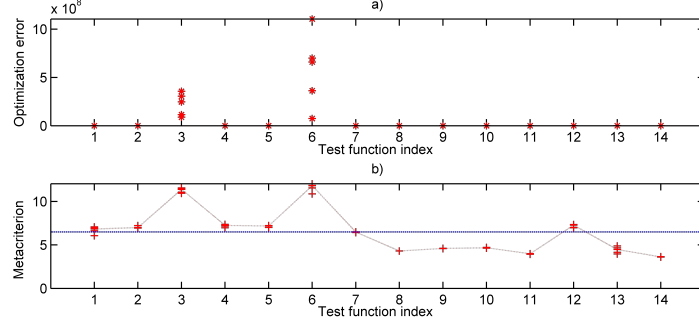 a)
x 10⁸
10
5
0
Optimization error
1 2 3 4 5 6 7 8 9 10 11 12 13 14
Test function index
b)
10
5
0
Metacriterion
1 2 3 4 5 6 7 8 9 10 11 12 13 14
Test function index